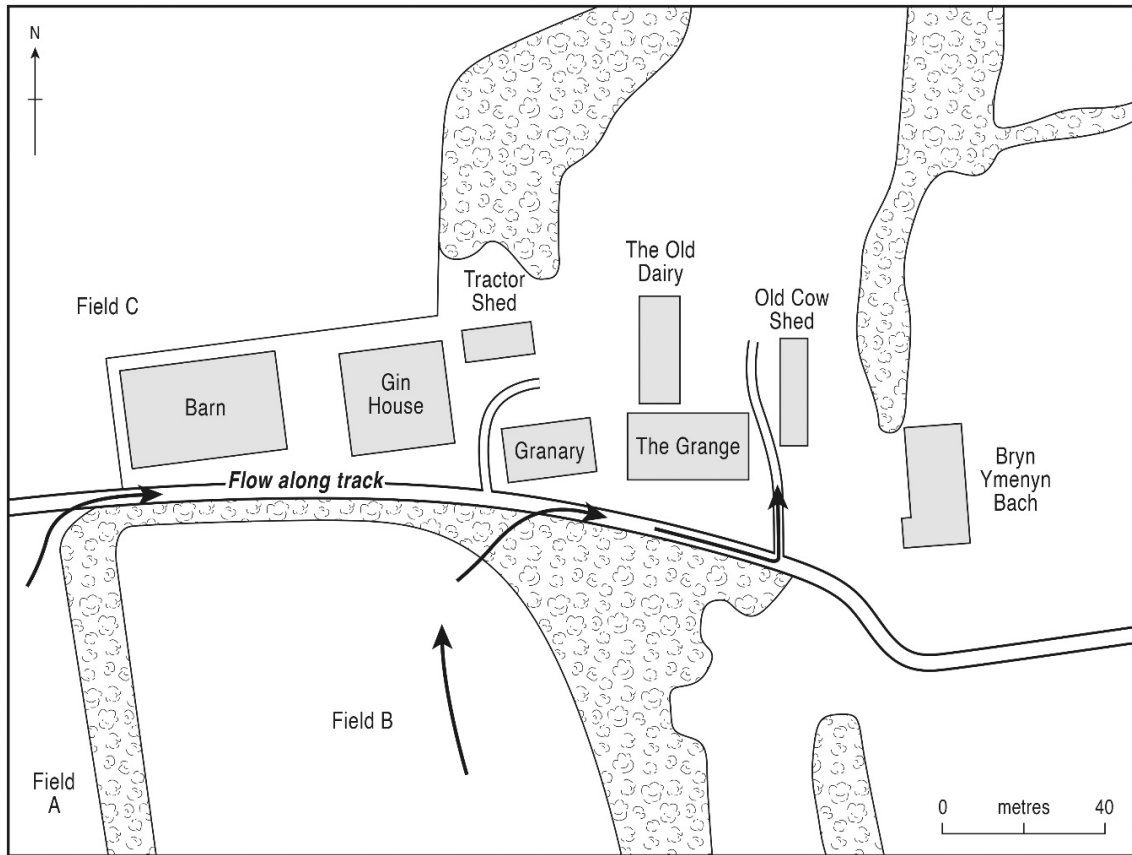 N
The Old
Dairy
Tractor
Shed
Old Cow
Shed
Field C
Barn
Gin
House
Granary
The Grange
Bryn
Ymenyn
Bach
Flow along track
Field B
Field
A
0 metres 40